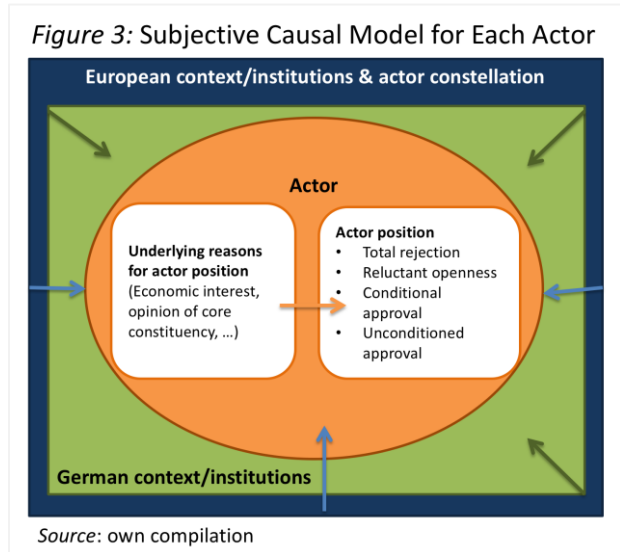 Figure 3: Subjective Causal Model for Each Actor
European context/institutions & actor constellation
Actor
Underlying reasons
for actor position
(Economic interest,
opinion of core
constituency, ...)
Actor position
• Total rejection
• Reluctant openness
• Conditional
approval
• Unconditioned
approval
German context/institutions
Source: own compilation